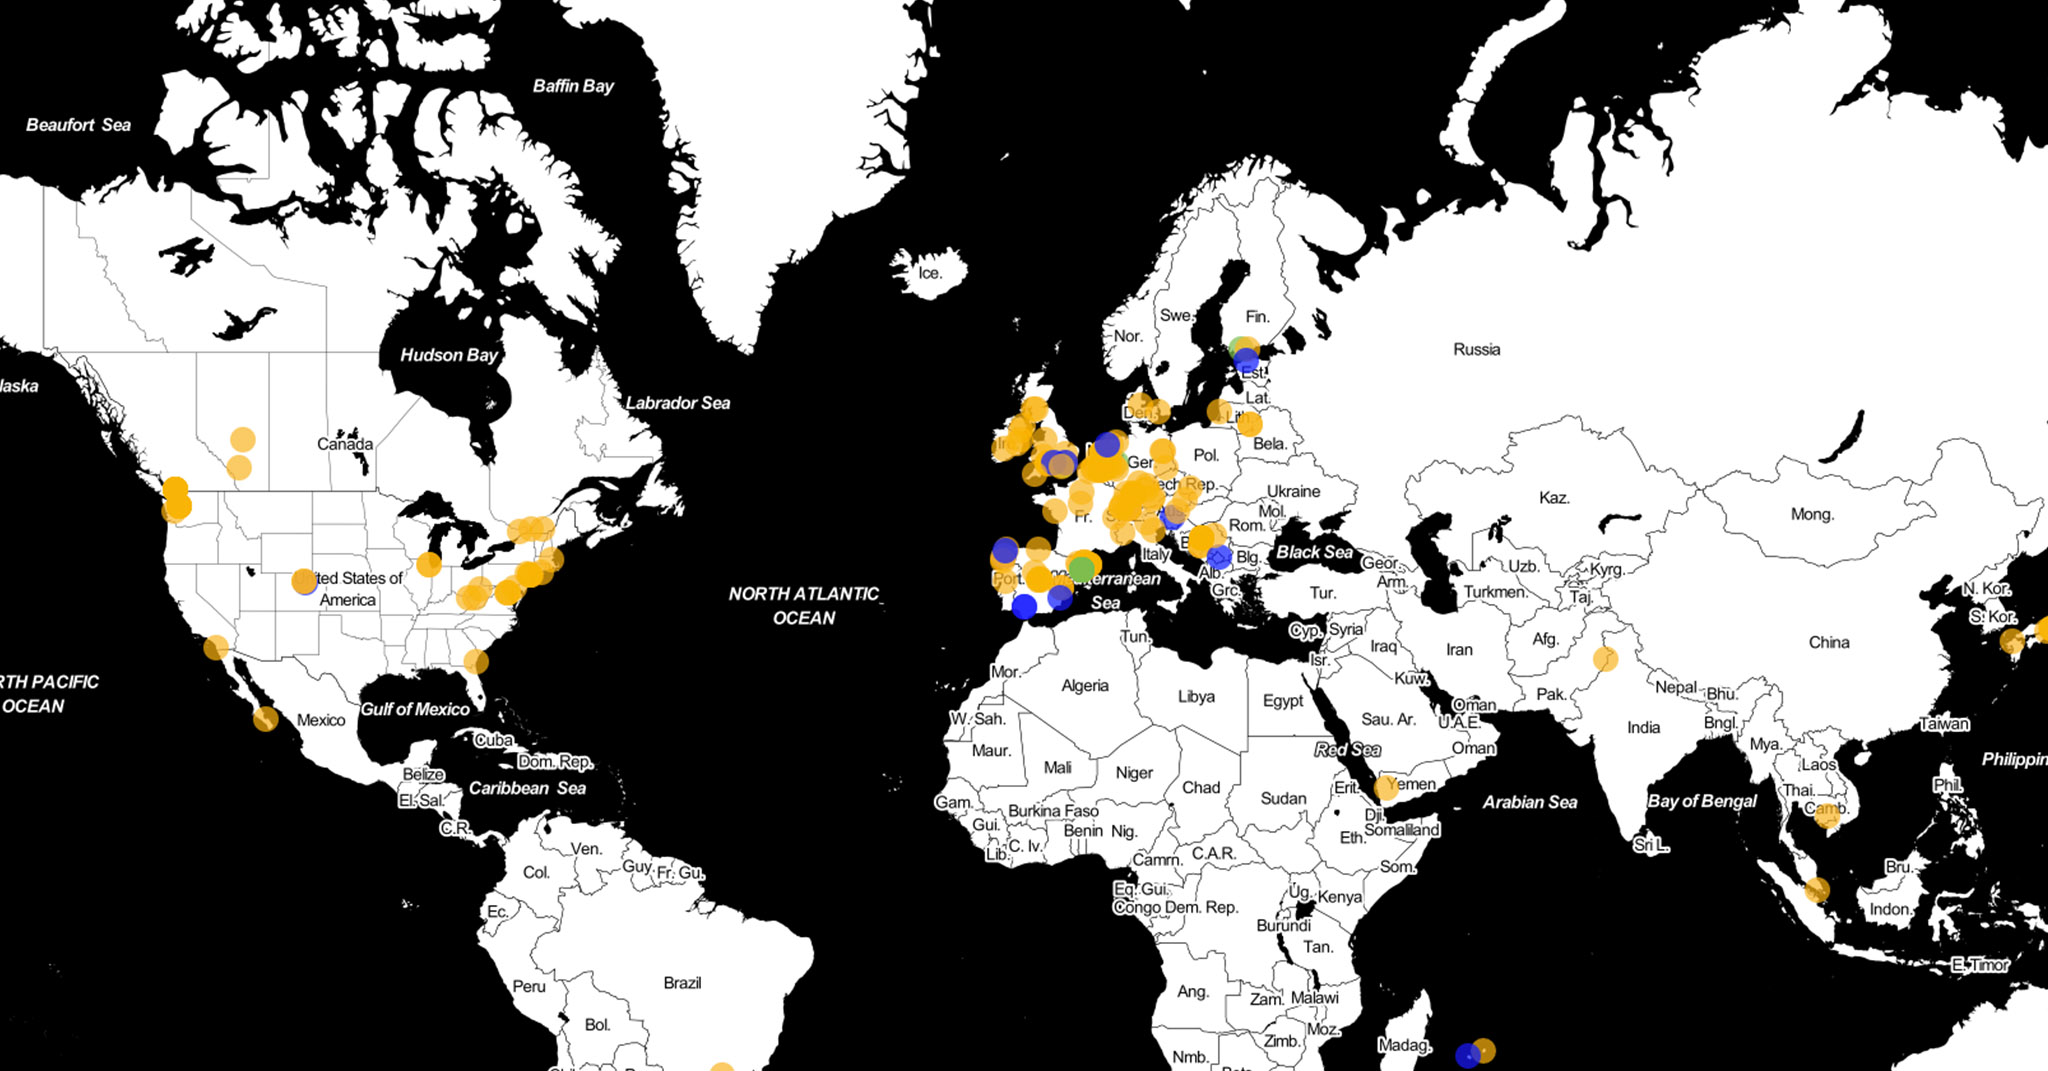 Baffin Bay
Beaufort Sea
Ice.
Hudson Bay
Labrador Sea
laska
Canada
United States of
America
NORTH ATLANTIC
OCEAN
RTH PACIFIC
OCEAN
Gulf of Mexico
Mexico
Cuba
Dom. Rep.
Belize
Caribbean Sea
El. Sal.
C.R.
Ven.
Guy.
Fr. Gu.
Col.
Ec.
Peru
Brazil
Bol.
Nor.
Swe.
Fin.
Russia
Est.
Lat.
Lith.
Den.
Bela.
Ger.
Pol.
ech Rep.
Ukraine
Fr.
Mol.
Rom.
Italy
Blg.
Black Sea
Port.
Mediterranean
Sea
Alb.
Grc.
Tur.
Geor.
Arm.
Kaz.
Mong.
Uzb.
Kyrg.
Turkmen.
Taj.
N. Kor.
S. Kor.
China
Cyp.
Syria
Iraq
Iran
Afg.
Isr.
Kuw.
Pak.
Nepal
Bhu.
Bngl.
Taiwan
Tun.
Mor.
Algeria
Libya
Egypt
W. Sah.
Maur.
Mali
Niger
Chad
Sudan
Red Sea
Sau. Ar.
Oman
U.A.E.
Oman
India
Mya.
Laos
Thai.
Camb.
Philippin
Phil.
Erit.
Yemen
Arabian Sea
Bay of Bengal
Gam.
Burkina Faso
Gui.
Benin
Nig.
Lib.
C. Iv.
Dji.
Somaliland
Eth.
Sri L.
Camrn.
C.A.R.
Som.
Bru.
Eq. Gui.
Ug.
Kenya
Congo
Dem. Rep.
Indon.
Burundi
Tan.
E. Timor
Ang.
Zam.
Malawi
Moz.
Zimb.
Madag.
Nmb.